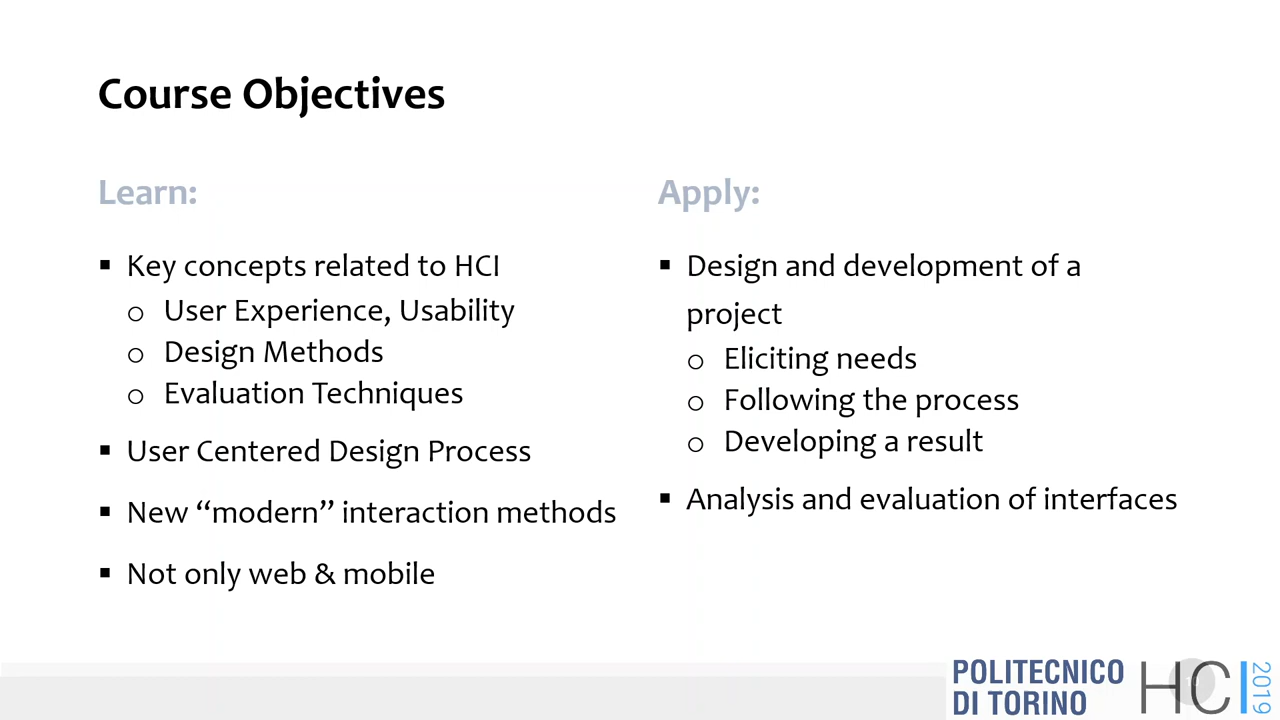 Course Objectives
Learn:
▪ Key concepts related to HCI
o User Experience, Usability
o Design Methods
o Evaluation Techniques
▪ User Centered Design Process
▪ New “modern” interaction methods
▪ Not only web & mobile
Apply:
▪ Design and development of a
project
o Eliciting needs
o Following the process
o Developing a result
▪ Analysis and evaluation of interfaces
POLITECNICO
DI TORINO
HCI
2019